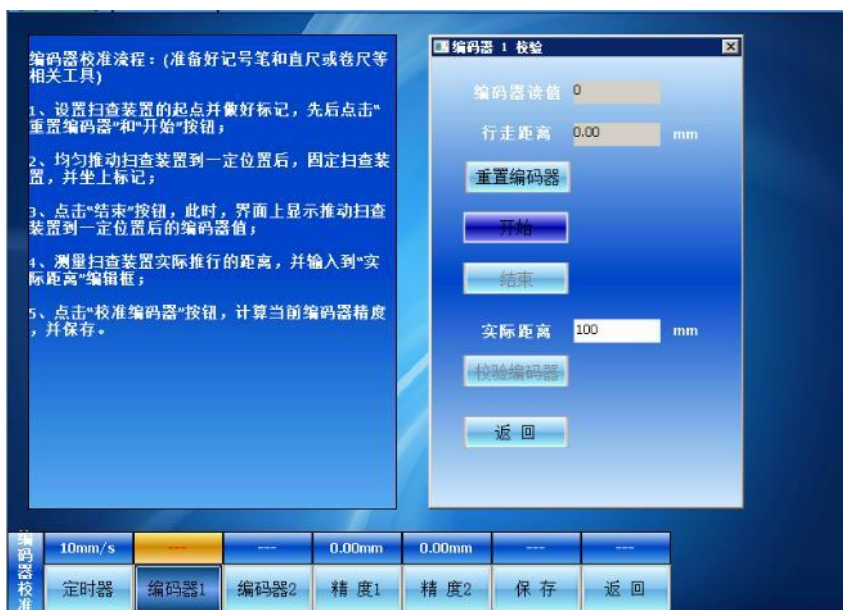 编码器校准流程：(准备好记号笔和直尺或卷尺等
相关工具)
1、设置扫查装置的起点并做好标记，先后点击“
重置编码器”和“开始”按钮；
2、均匀推动扫查装置到一定位置后，固定扫查装
置，并坐上标记；
3、点击“结束”按钮，此时，界面上显示推动扫查
装置到一定位置后的编码器值；
4、测量扫查装置实际推行的距离，并输入到“实
际距离”编辑框；
5、点击“校准编码器”按钮，计算当前编码器精度
，并保存。
编码器 1 校验
编码器读值 0
行走距离 0.00 mm
重置编码器
开始
结束
实际距离 100 mm
校验编码器
返 回
编码器校准
10mm/s --- --- 0.00mm 0.00mm --- ---
定时器 编码器1 编码器2 精 度1 精 度2 保 存 返 回